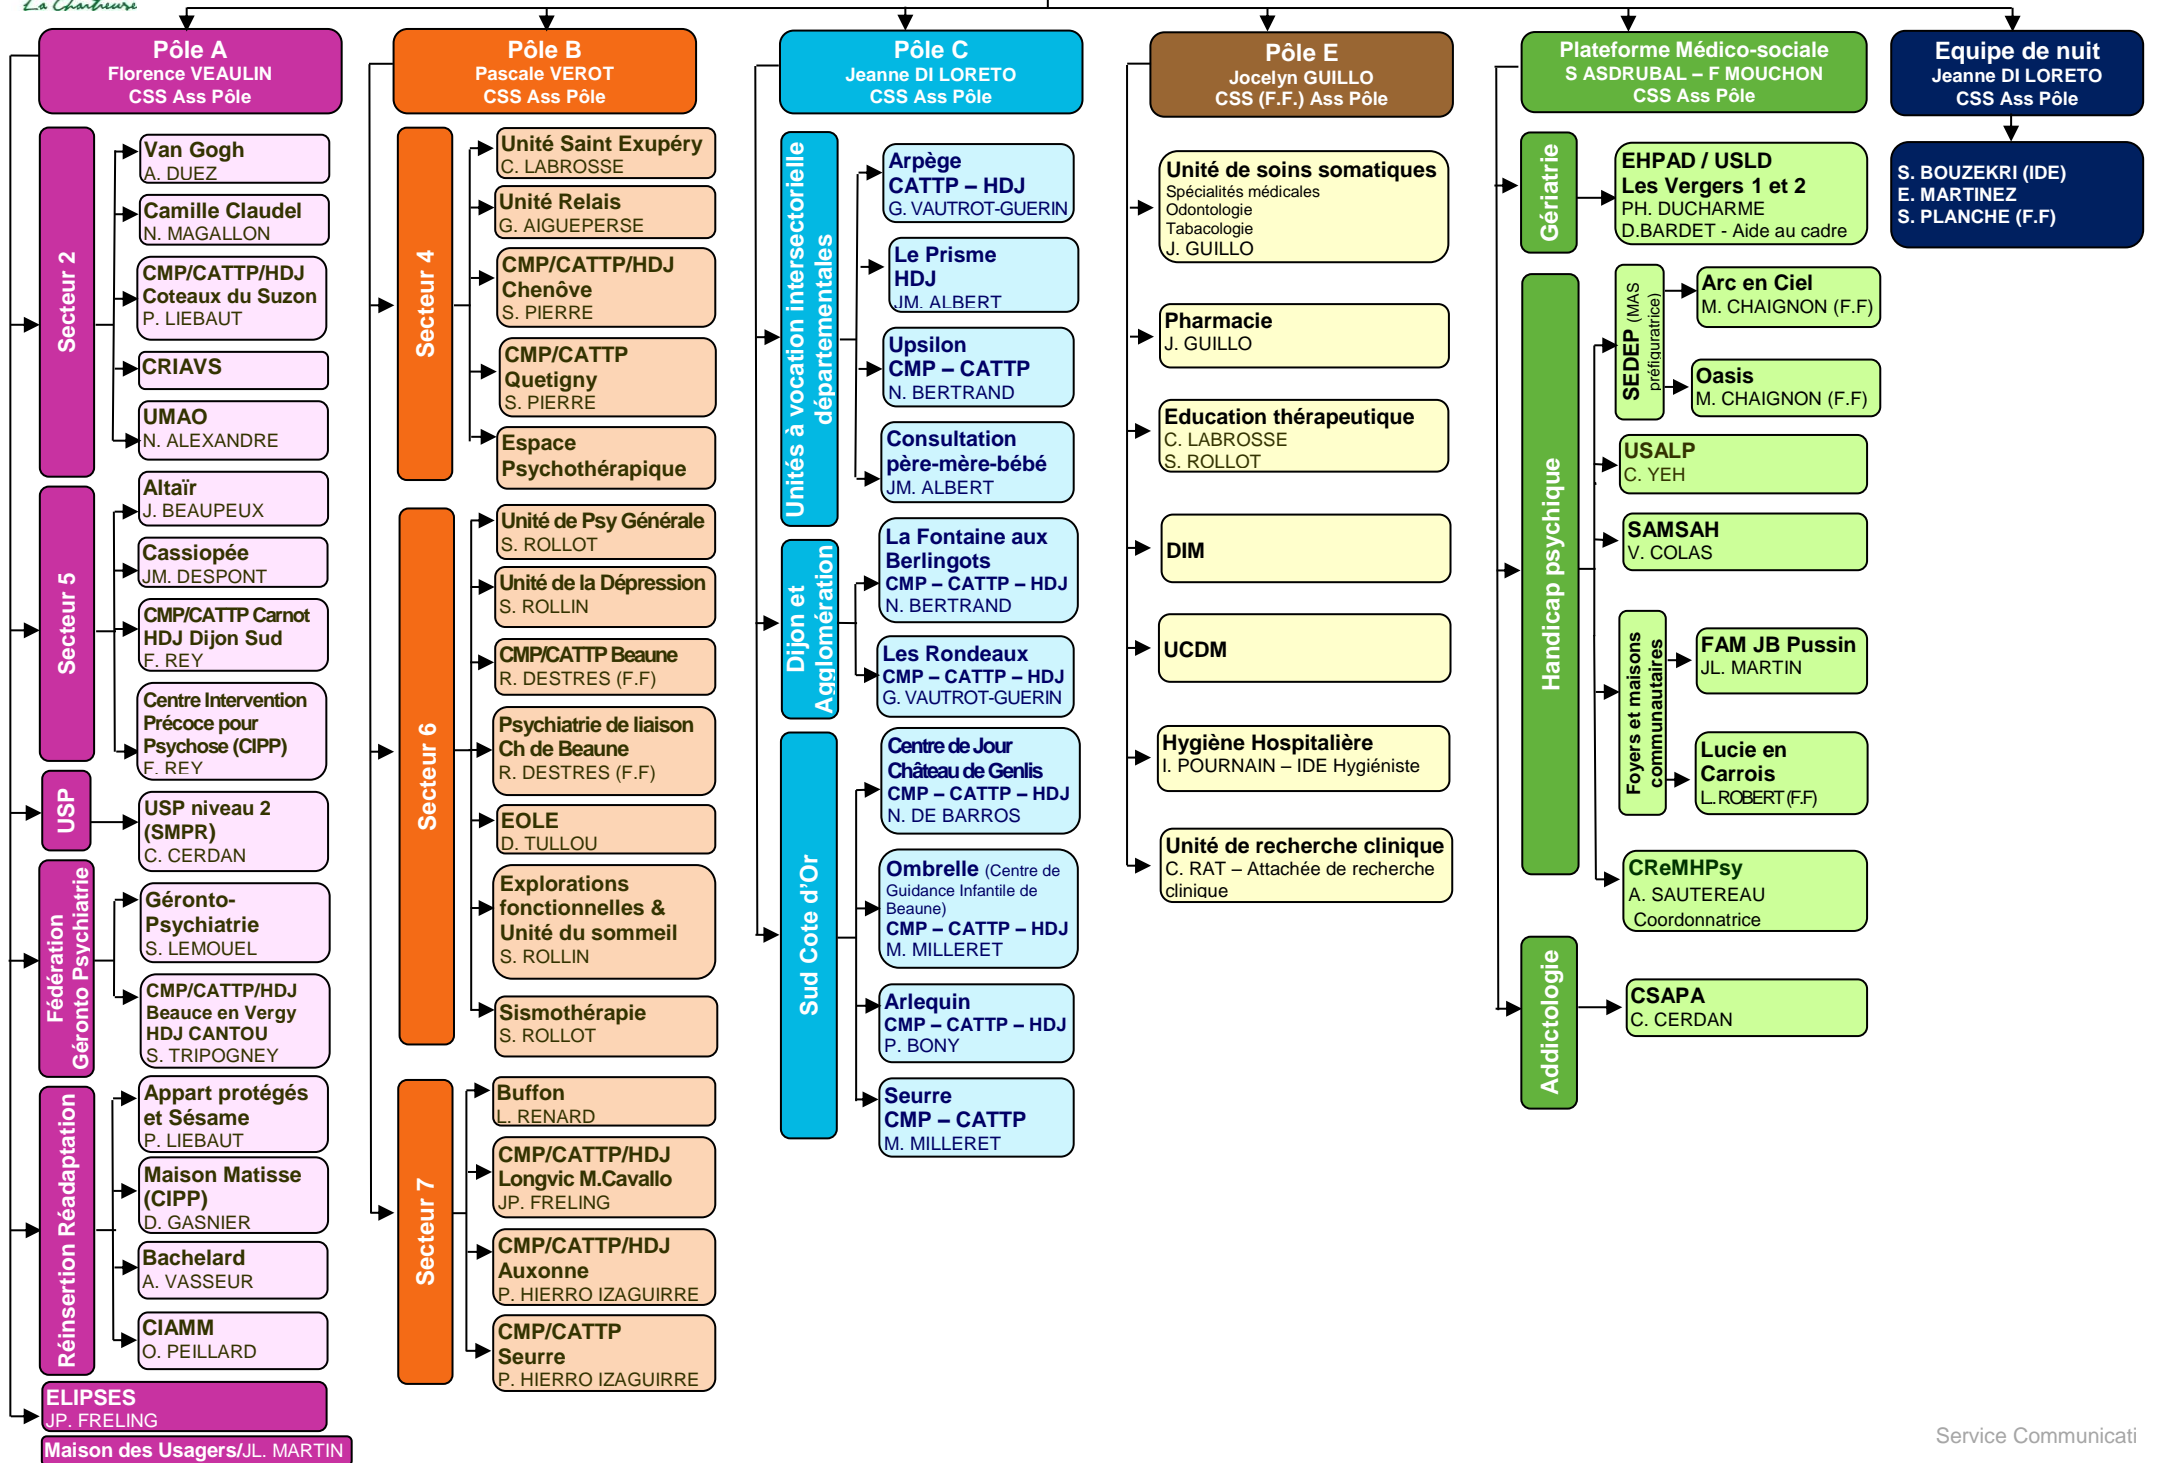 La Chartreuse
Pôle A
Florence VEAULIN
CSS Ass Pôle
Secteur 2
Van Gogh
A. DUEZ
Camille Claudel
N. MAGALLON
CMP/CATTP/HDJ
Coteaux du Suzon
P. LIEBAUT
CRIAVS
UMAO
N. ALEXANDRE
Secteur 5
Altaïr
J. BEAUPEUX
Cassiopée
JM. DESPONT
CMP/CATTP Carnot
HDJ Dijon Sud
F. REY
Centre Intervention
Précoce pour
Psychose (CIPP)
F. REY
USP
USP niveau 2
(SMPR)
C. CERDAN
Fédération
Géronto Psychiatrie
Géronto-
Psychiatrie
S. LEMOUEL
CMP/CATTP/HDJ
Beauce en Vergy
HDJ CANTOU
S. TRIPOGNEY
Réinsertion Réadaptation
Appart protégés
et Sésame
P. LIEBAUT
Maison Matisse
(CIPP)
D. GASNIER
Bachelard
A. VASSEUR
CIAMM
O. PEILLARD
ELIPSES
JP. FRELING
Maison des Usagers/JL. MARTIN
Pôle B
Pascale VEROT
CSS Ass Pôle
Secteur 4
Unité Saint Exupéry
C. LABROSSE
Unité Relais
G. AIGUEPERSE
CMP/CATTP/HDJ
Chenôve
S. PIERRE
CMP/CATTP
Quetigny
S. PIERRE
Espace
Psychothérapique
Secteur 6
Unité de Psy Générale
S. ROLLOT
Unité de la Dépression
S. ROLLIN
CMP/CATTP Beaune
R. DESTRES (F.F)
Psychiatrie de liaison
Ch de Beaune
R. DESTRES (F.F)
EOLE
D. TULLOU
Explorations
fonctionnelles &
Unité du sommeil
S. ROLLIN
Sismothérapie
S. ROLLOT
Secteur 7
Buffon
L. RENARD
CMP/CATTP/HDJ
Longvic M.Cavallo
JP. FRELING
CMP/CATTP/HDJ
Auxonne
P. HIERRO IZAGUIRRE
CMP/CATTP
Seurre
P. HIERRO IZAGUIRRE
Pôle C
Jeanne DI LORETO
CSS Ass Pôle
Unités à vocation intersectorielle
départementales
Arpège
CATTP – HDJ
G. VAUTROT-GUERIN
Le Prisme
HDJ
JM. ALBERT
Upsilon
CMP – CATTP
N. BERTRAND
Consultation
père-mère-bébé
JM. ALBERT
Dijon et
Agglomération
La Fontaine aux
Berlingots
CMP – CATTP – HDJ
N. BERTRAND
Les Rondeaux
CMP – CATTP – HDJ
G. VAUTROT-GUERIN
Sud Cote d'Or
Centre de Jour
Château de Genlis
CMP – CATTP – HDJ
N. DE BARROS
Ombrelle (Centre de
Guidance Infantile de
Beaune)
CMP – CATTP – HDJ
M. MILLERET
Arlequin
CMP – CATTP – HDJ
P. BONY
Seurre
CMP – CATTP
M. MILLERET
Pôle E
Jocelyn GUILLO
CSS (F.F.) Ass Pôle
Unité de soins somatiques
Spécialités médicales
Odontologie
Tabacologie
J. GUILLO
Pharmacie
J. GUILLO
Education thérapeutique
C. LABROSSE
S. ROLLOT
DIM
UCDM
Hygiène Hospitalière
I. POURNAIN – IDE Hygiéniste
Unité de recherche clinique
C. RAT – Attachée de recherche
clinique
Plateforme Médico-sociale
S ASDRUBAL – F MOUCHON
CSS Ass Pôle
Gériatrie
EHPAD / USLD
Les Vergers 1 et 2
PH. DUCHARME
D.BARDET - Aide au cadre
Handicap psychique
SEDEP (MAS
préfiguratrice)
Arc en Ciel
M. CHAIGNON (F.F)
Oasis
M. CHAIGNON (F.F)
USALP
C. YEH
SAMSAH
V. COLAS
Foyers et maisons
communautaires
FAM JB Pussin
JL. MARTIN
Lucie en
Carrois
L. ROBERT (F.F)
CReMHPsy
A. SAUTEREAU
Coordonnatrice
Addictologie
CSAPA
C. CERDAN
Equipe de nuit
Jeanne DI LORETO
CSS Ass Pôle
S. BOUZEKRI (IDE)
E. MARTINEZ
S. PLANCHE (F.F)
Service Communicati